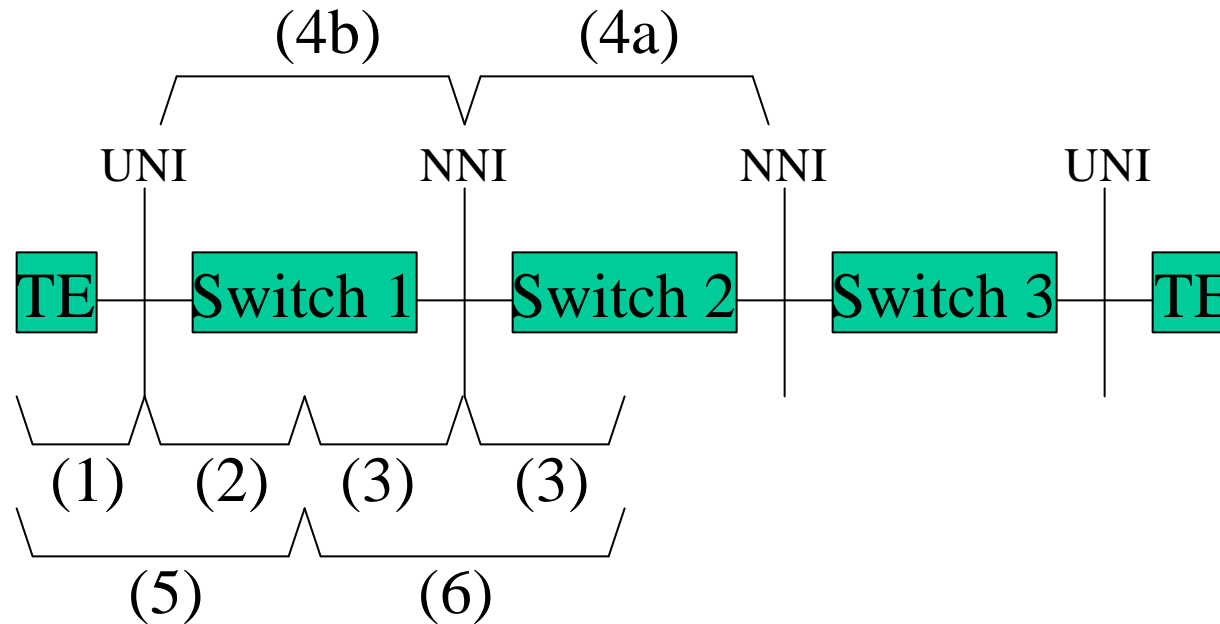 (4b) (4a)
UNI NNI NNI UNI
TE Switch 1 Switch 2 Switch 3 TE
(1) (2) (3) (3)
(5) (6)